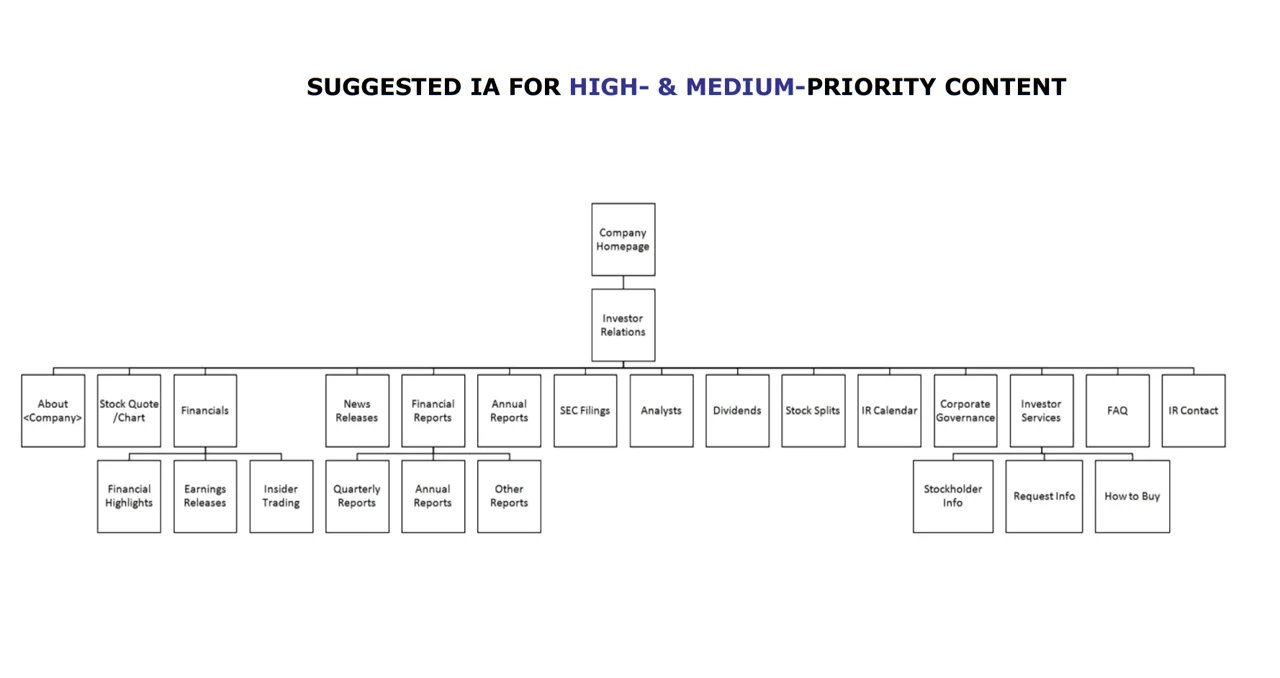 SUGGESTED IA FOR HIGH- & MEDIUM-PRIORITY CONTENT
Company
Homepage
Investor
Relations
About
<Company>
Stock Quote
/Chart
Financials
News
Releases
Financial
Reports
Annual
Reports
SEC Filings
Analysts
Dividends
Stock Splits
IR Calendar
Corporate
Governance
Investor
Services
FAQ
IR Contact
Financial
Highlights
Earnings
Releases
Insider
Trading
Quarterly
Reports
Annual
Reports
Other
Reports
Stockholder
Info
Request Info
How to Buy